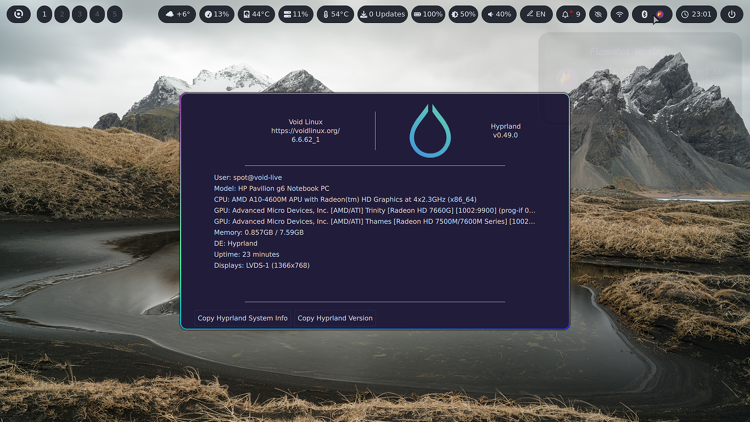 1 2 3 4 5
+6° 13% 44°C 11% 54°C 0 Updates 100% 50% 40% EN 9 23:01
Void Linux
https://voidlinux.org/
6.6.62_1
Hyprland
v0.49.0
User: spot@void-live
Model: HP Pavilion g6 Notebook PC
CPU: AMD A10-4600M APU with Radeon(tm) HD Graphics at 4x2.3GHz (x86_64)
GPU: Advanced Micro Devices, Inc. [AMD/ATI] Trinity [Radeon HD 7660G] [1002:9900] (prog-if 0...
GPU: Advanced Micro Devices, Inc. [AMD/ATI] Thames [Radeon HD 7500M/7600M Series] [1002...
Memory: 0.857GB / 7.59GB
DE: Hyprland
Uptime: 23 minutes
Displays: LVDS-1 (1366x768)
Copy Hyprland System Info Copy Hyprland Version